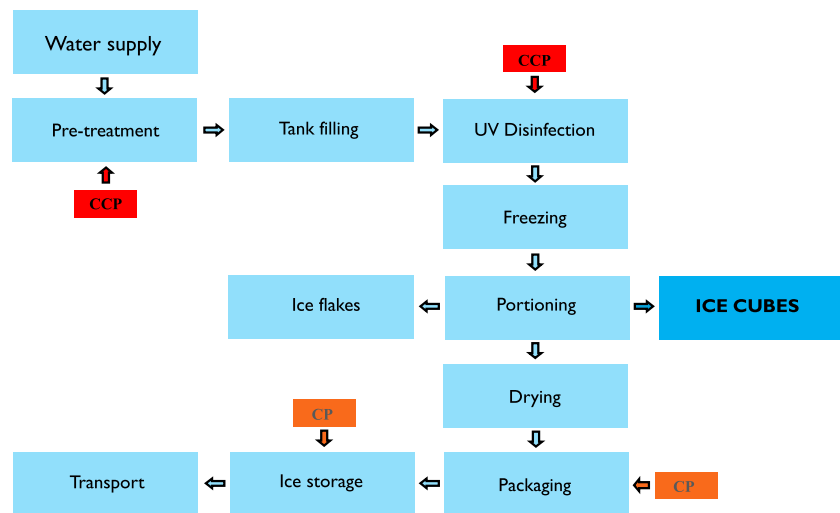 Water supply
CCP
Pre-treatment
Tank filling
UV Disinfection
CCP
Freezing
Ice flakes
Portioning
ICE CUBES
Drying
CP
Transport
Ice storage
Packaging
CP